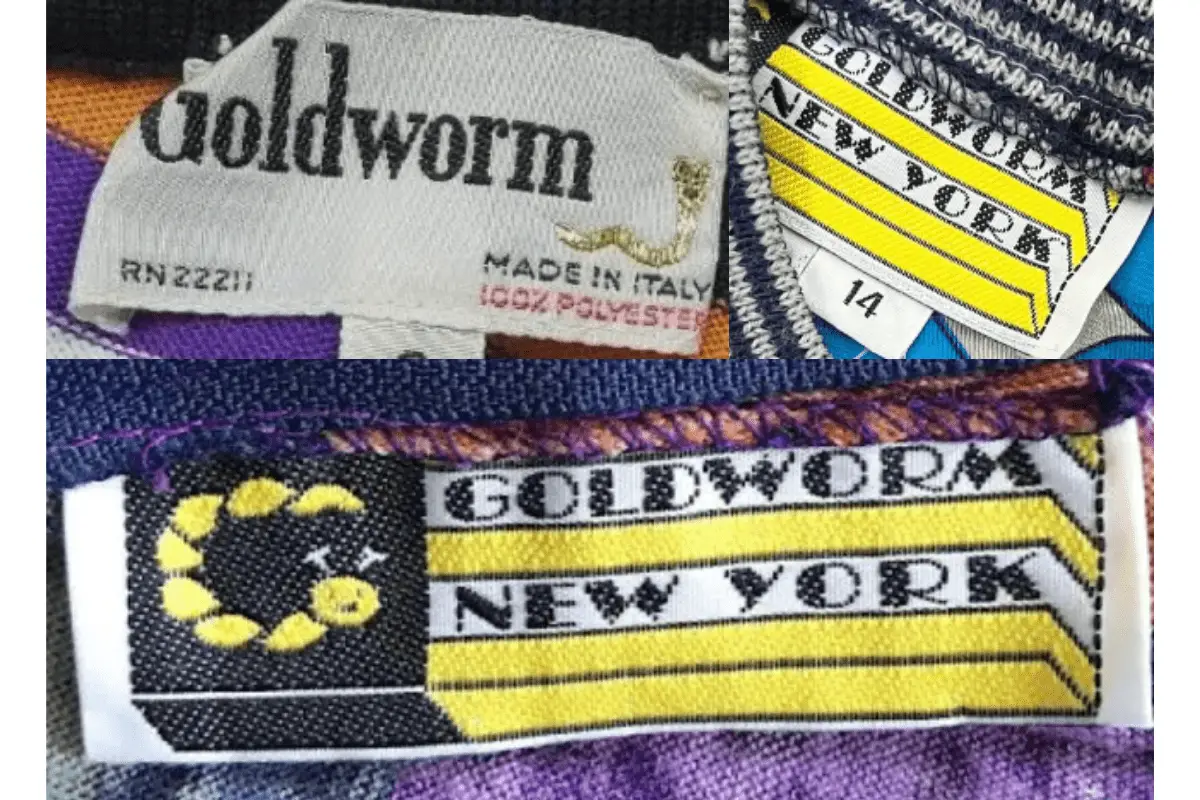 Goldworm
RN 22211
MADE IN ITALY
100% POLYESTER
GOLDWORM
NEW YORK
14
GOLDWORM
NEW YORK